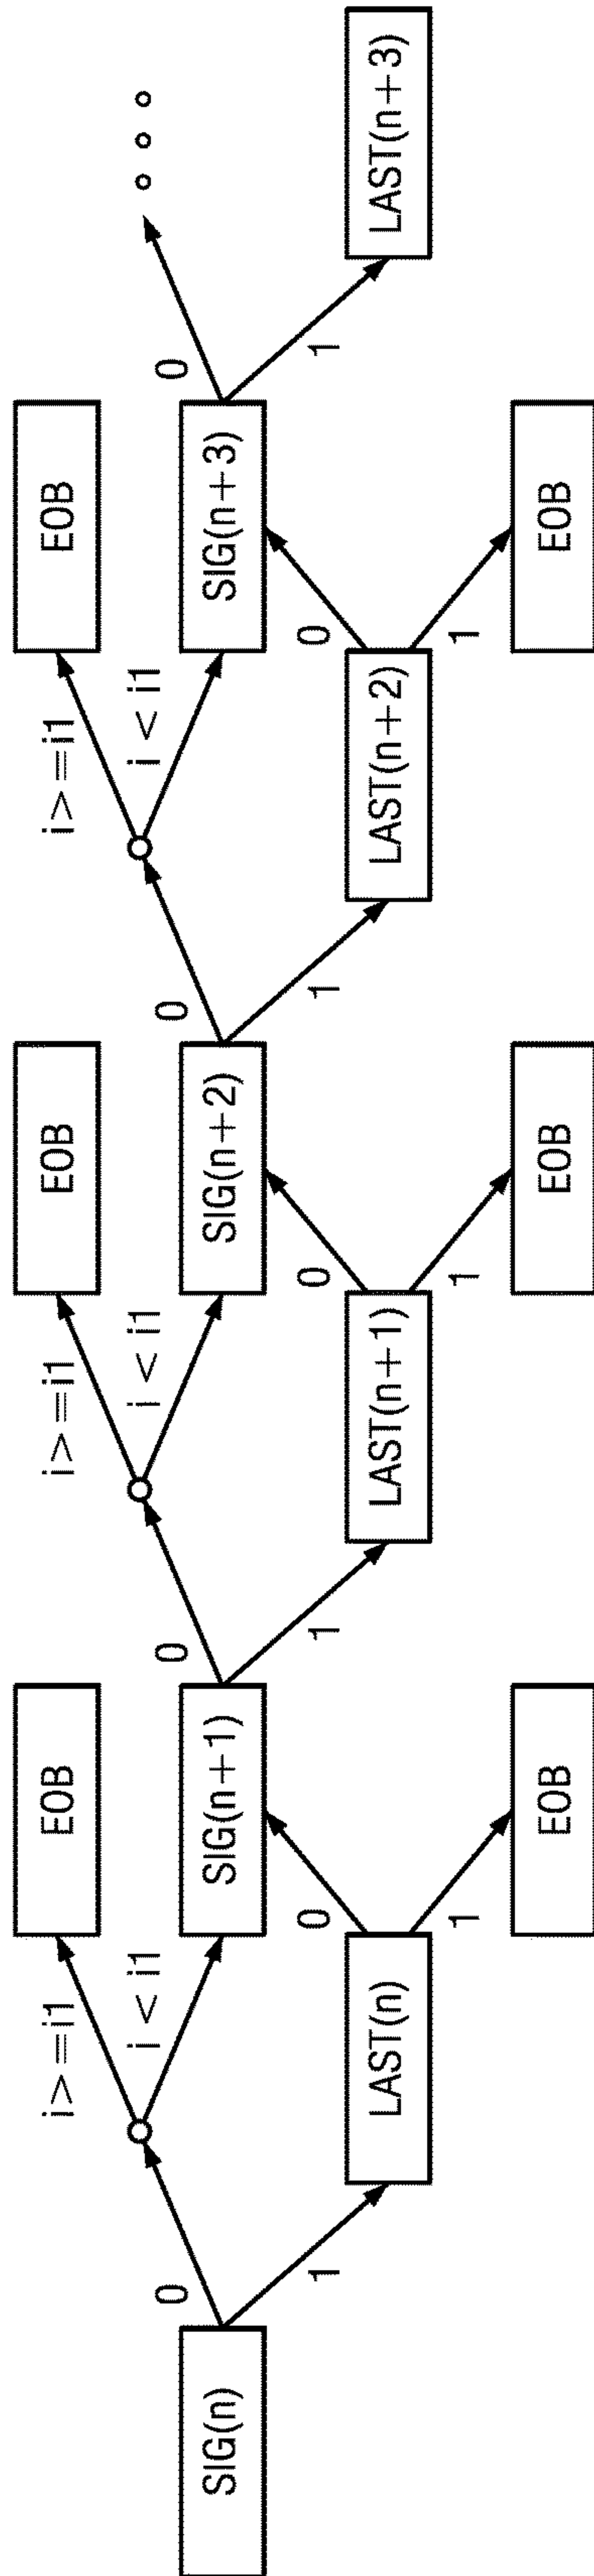 SIG(n)
0
1
i>=i1
i < i1
LAST(n)
0
1
EOB
SIG(n+1)
EOB
0
1
i>=i1
i < i1
LAST(n+1)
0
1
EOB
SIG(n+2)
EOB
0
1
i>=i1
i < i1
LAST(n+2)
0
1
EOB
SIG(n+3)
EOB
0
1
LAST(n+3)